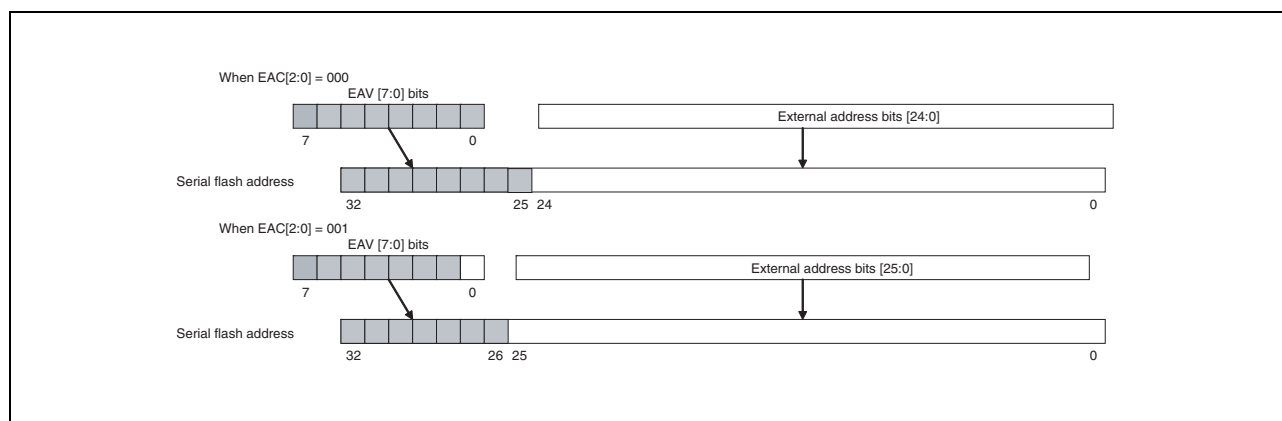 When EAC[2:0] = 000
EAV [7:0] bits
External address bits [24:0]
7 0
Serial flash address
32 25 24 0
When EAC[2:0] = 001
EAV [7:0] bits
External address bits [25:0]
7 0
Serial flash address
32 26 25 0